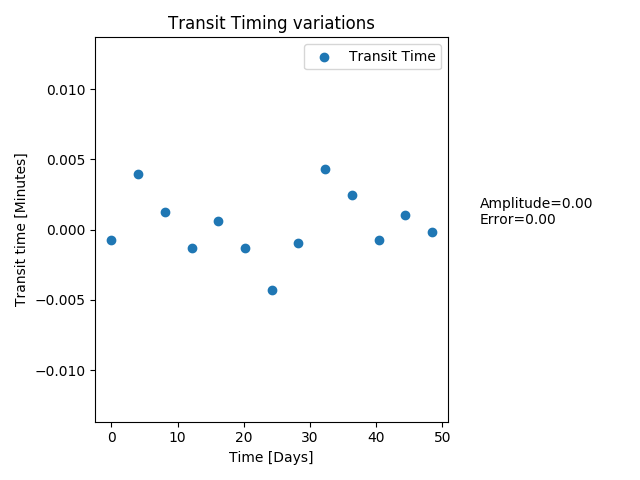 Transit Timing variations
Transit Time
0.010
0.005
0.000
−0.005
−0.010
Transit time [Minutes]
Amplitude=0.00
Error=0.00
0 10 20 30 40 50
Time [Days]